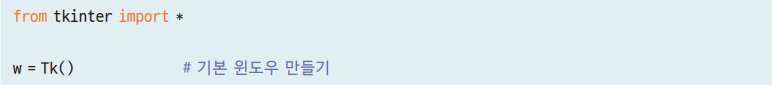 from tkinter import *
w = Tk() # 기본 윈도우 만들기